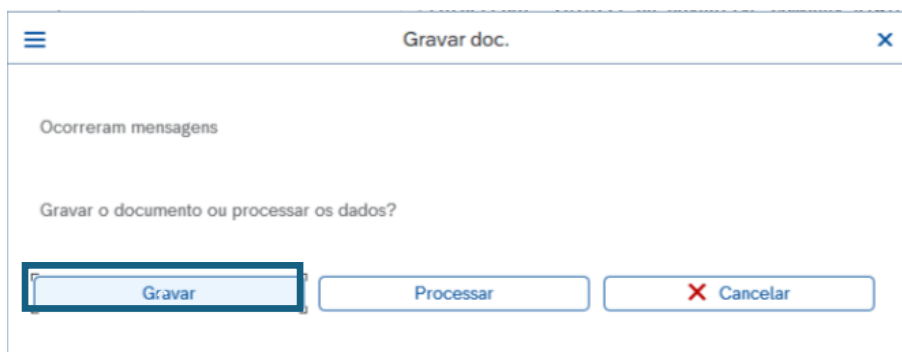 Gravar doc.
Ocorreram mensagens
Gravar o documento ou processar os dados?
Gravar
Processar
Cancelar